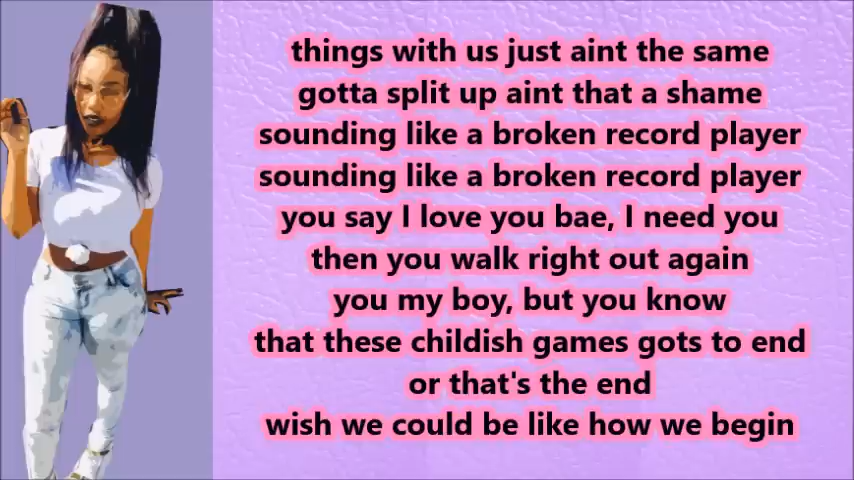 things with us just aint the same
gotta split up aint that a shame
sounding like a broken record player
sounding like a broken record player
you say I love you bae, I need you
then you walk right out again
you my boy, but you know
that these childish games gots to end
or that's the end
wish we could be like how we begin